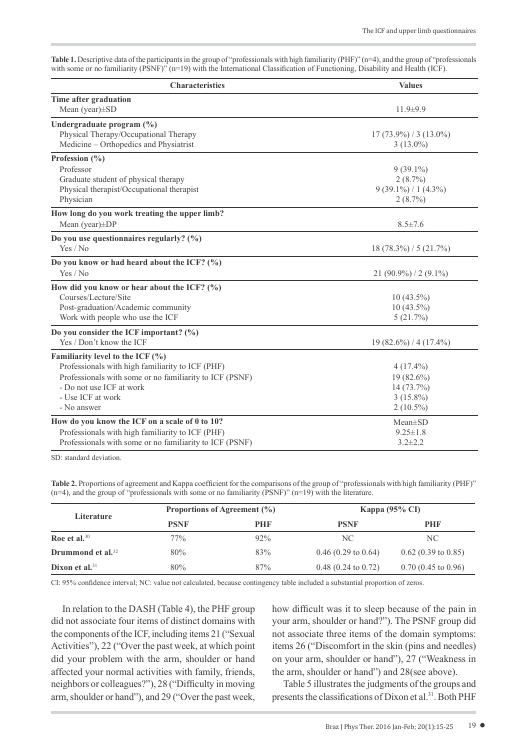 The ICF and upper limb questionnaires
Table 1. Descriptive data of the participants in the group of “professionals with high familiarity (PHF)” (n=4), and the group of “professionals
with some or no familiarity (PSNF)” (n=19) with the International Classification of Functioning, Disability and Health (ICF).
Characteristics Values
Time after graduation
Mean (year)±SD 11.9±9.9
Undergraduate program (%)
Physical Therapy/Occupational Therapy 17 (73.9%) / 3 (13.0%)
Medicine – Orthopedics and Physiatrist 3 (13.0%)
Profession (%)
Professor 9 (39.1%)
Graduate student of physical therapy 2 (8.7%)
Physical therapist/Occupational therapist 9 (39.1%) / 1 (4.3%)
Physician 2 (8.7%)
How long do you work treating the upper limb?
Mean (year)±DP 8.5±7.6
Do you use questionnaires regularly? (%)
Yes / No 18 (78.3%) / 5 (21.7%)
Do you know or had heard about the ICF? (%)
Yes / No 21 (90.9%) / 2 (9.1%)
How did you know or hear about the ICF? (%)
Courses/Lecture/Site 10 (43.5%)
Post-graduation/Academic community 10 (43.5%)
Work with people who use the ICF 5 (21.7%)
Do you consider the ICF important? (%)
Yes / Don’t know the ICF 19 (82.6%) / 4 (17.4%)
Familiarity level to the ICF (%)
Professionals with high familiarity to ICF (PHF) 4 (17.4%)
Professionals with some or no familiarity to ICF (PSNF) 19 (82.6%)
- Do not use ICF at work 14 (73.7%)
- Use ICF at work 3 (15.8%)
- No answer 2 (10.5%)
How do you know the ICF on a scale of 0 to 10? Mean±SD
Professionals with high familiarity to ICF (PHF) 9.25±1.8
Professionals with some or no familiarity to ICF (PSNF) 3.2±2.2
SD: standard deviation.
Table 2. Proportions of agreement and Kappa coefficient for the comparisons of the group of “professionals with high familiarity (PHF)”
(n=4), and the group of “professionals with some or no familiarity (PSNF)” (n=19) with the literature.
Literature Proportions of Agreement (%) Kappa (95% CI)
PSNF PHF PSNF PHF
Roe et al.30 77% 92% NC NC
Drummond et al.32 80% 83% 0.46 (0.29 to 0.64) 0.62 (0.39 to 0.85)
Dixon et al.31 80% 87% 0.48 (0.24 to 0.72) 0.70 (0.45 to 0.96)
CI: 95% confidence interval; NC: value not calculated, because contingency table included a substantial proportion of zeros.
In relation to the DASH (Table 4), the PHF group
did not associate four items of distinct domains with
the components of the ICF, including items 21 (“Sexual
Activities”), 22 (“Over the past week, at which point
did your problem with the arm, shoulder or hand
affected your normal activities with family, friends,
neighbors or colleagues?”), 28 (“Difficulty in moving
arm, shoulder or hand”), and 29 (“Over the past week,
how difficult was it to sleep because of the pain in
your arm, shoulder or hand?”). The PSNF group did
not associate three items of the domain symptoms:
items 26 (“Discomfort in the skin (pins and needles)
on your arm, shoulder or hand”), 27 (“Weakness in
the arm, shoulder or hand”) and 28(see above).
Table 5 illustrates the judgments of the groups and
presents the classifications of Dixon et al.31. Both PHF
Braz J Phys Ther. 2016 Jan-Feb; 20(1):15-25 19